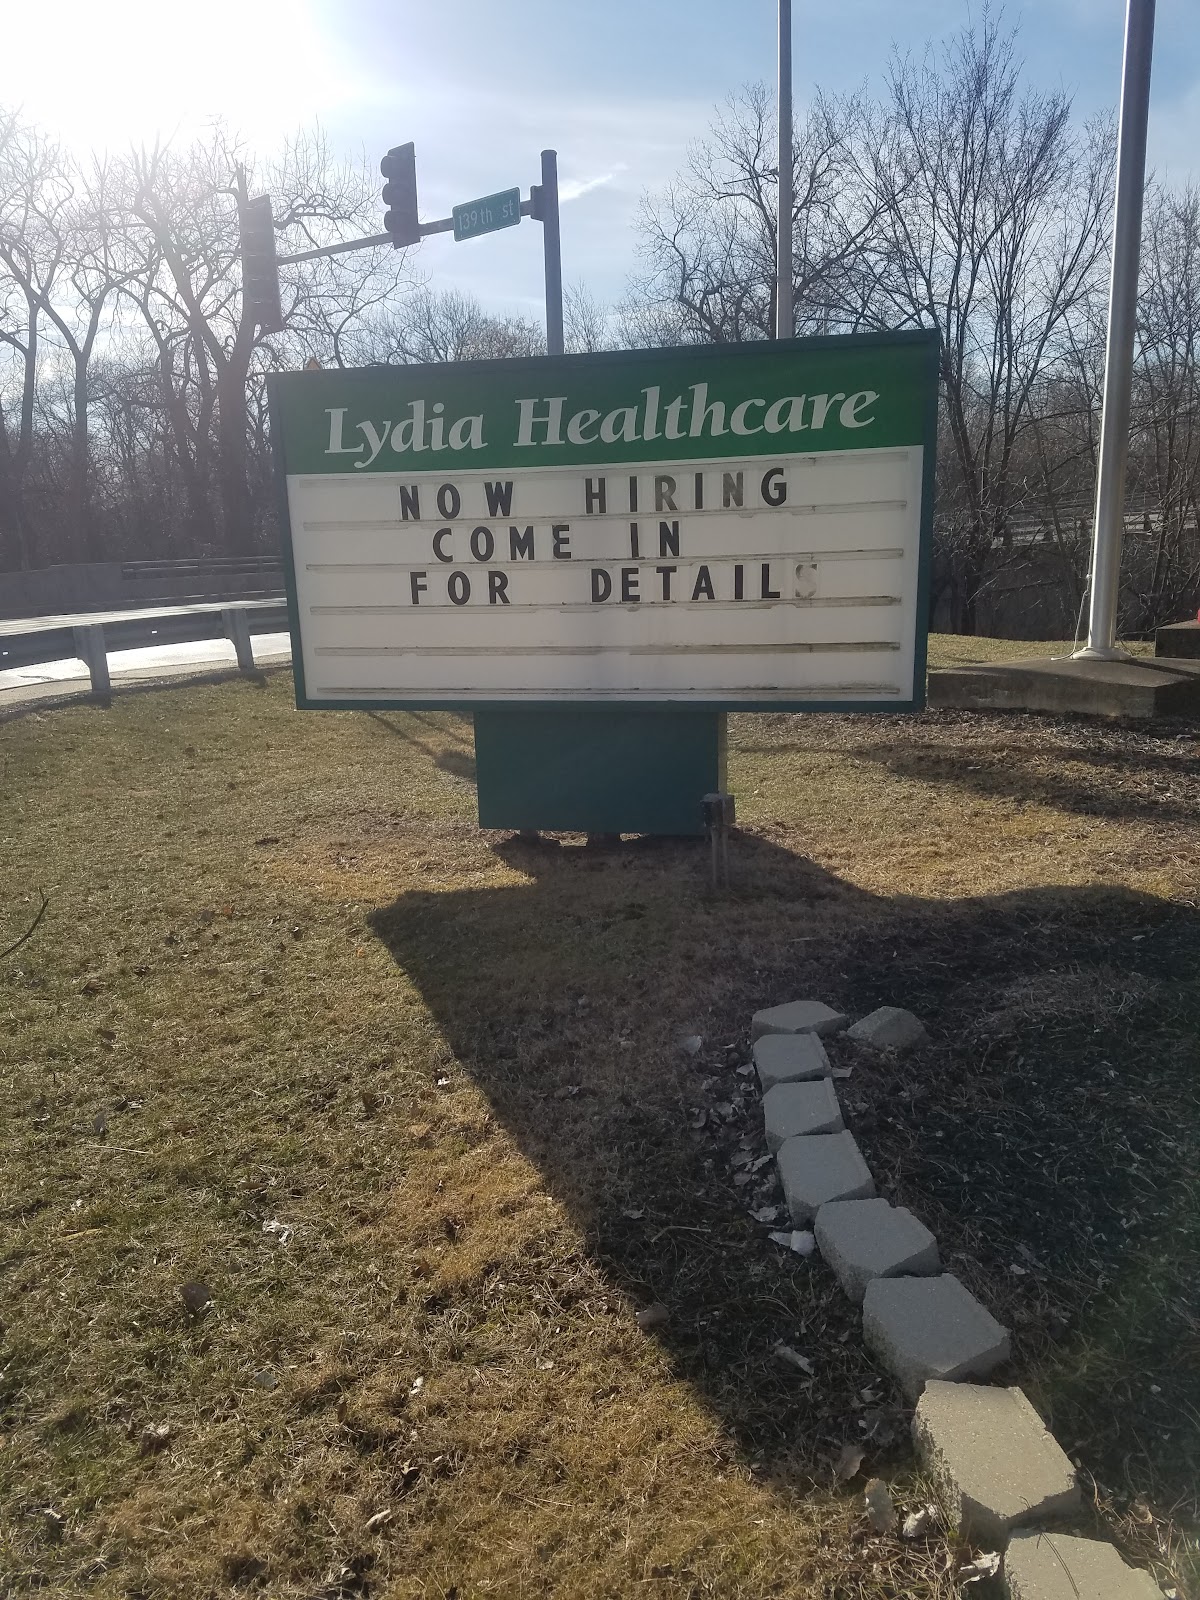 139th st
Lydia Healthcare
NOW HIRING
COME IN
FOR DETAILS